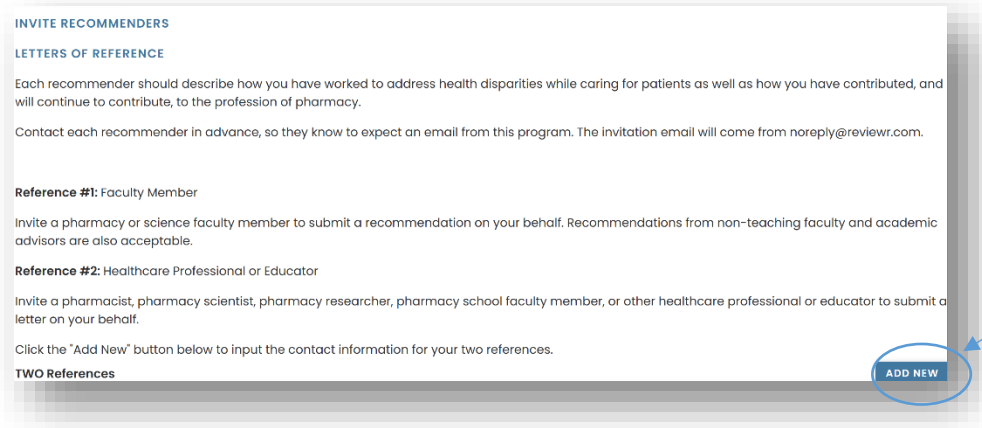 INVITE RECOMMENDERS
LETTERS OF REFERENCE
Each recommender should describe how you have worked to address health disparities while caring for patients as well as how you have contributed, and
will continue to contribute, to the profession of pharmacy.
Contact each recommender in advance, so they know to expect an email from this program. The invitation email will come from noreply@reviewr.com.
Reference #1: Faculty Member
Invite a pharmacy or science faculty member to submit a recommendation on your behalf. Recommendations from non-teaching faculty and academic
advisors are also acceptable.
Reference #2: Healthcare Professional or Educator
Invite a pharmacist, pharmacy scientist, pharmacy researcher, pharmacy school faculty member, or other healthcare professional or educator to submit a
letter on your behalf.
Click the "Add New" button below to input the contact information for your two references.
TWO References
ADD NEW